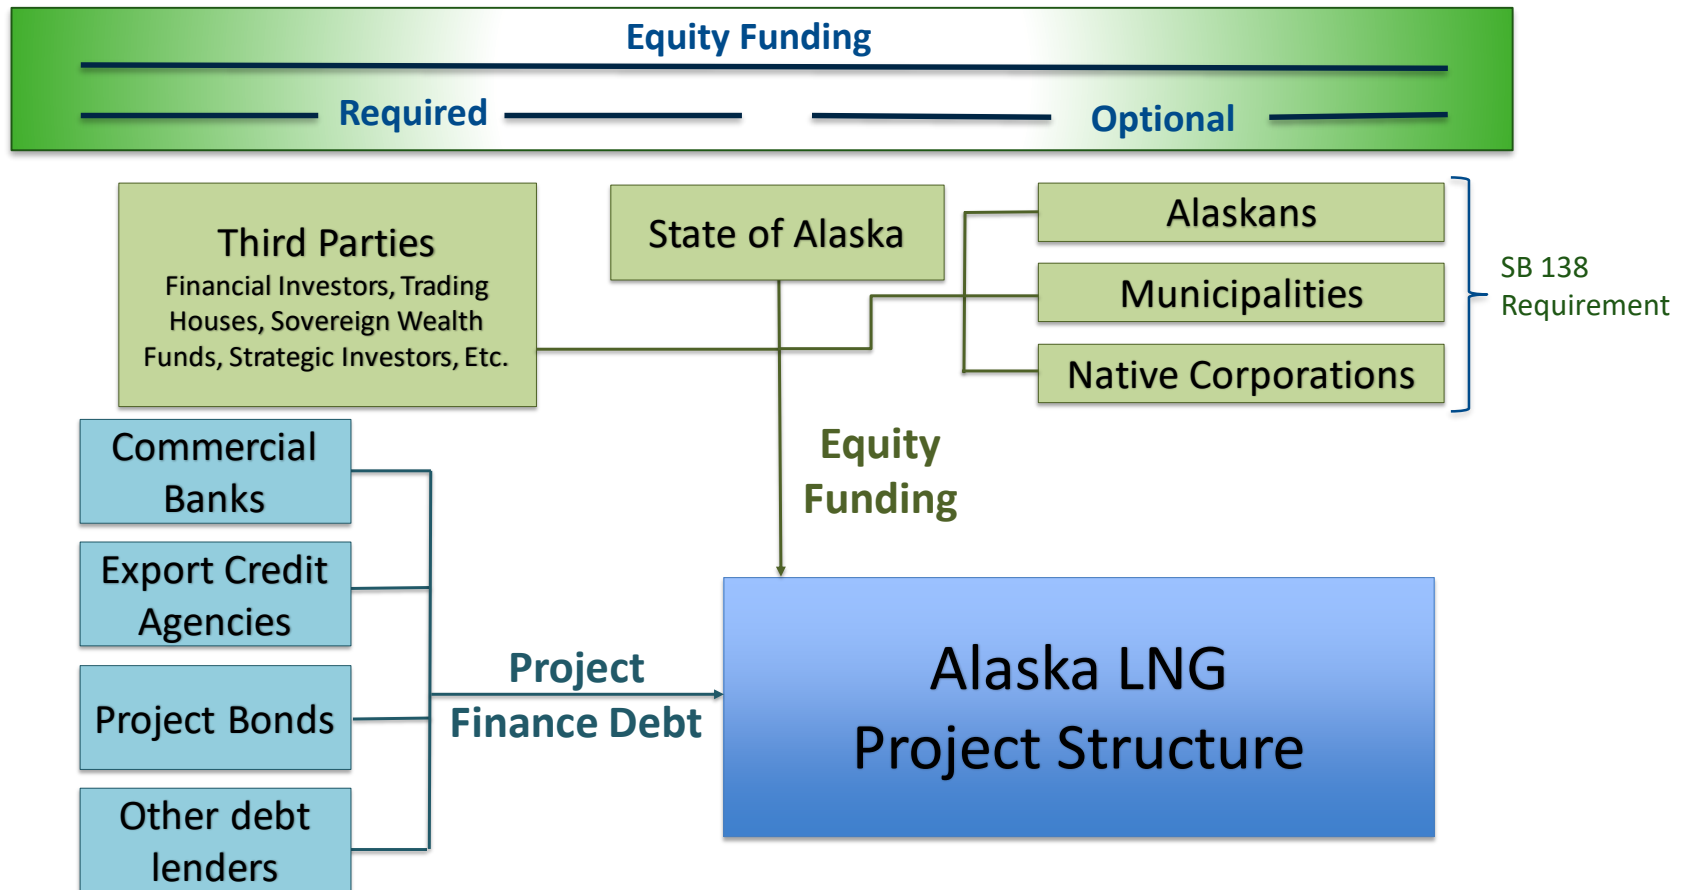 Equity Funding
Required
Optional
Third Parties
Financial Investors, Trading
Houses, Sovereign Wealth
Funds, Strategic Investors, Etc.
State of Alaska
Alaskans
Municipalities
Native Corporations
SB 138
Requirement
Equity
Funding
Commercial
Banks
Export Credit
Agencies
Project Bonds
Other debt
lenders
Project
Finance Debt
Alaska LNG
Project Structure